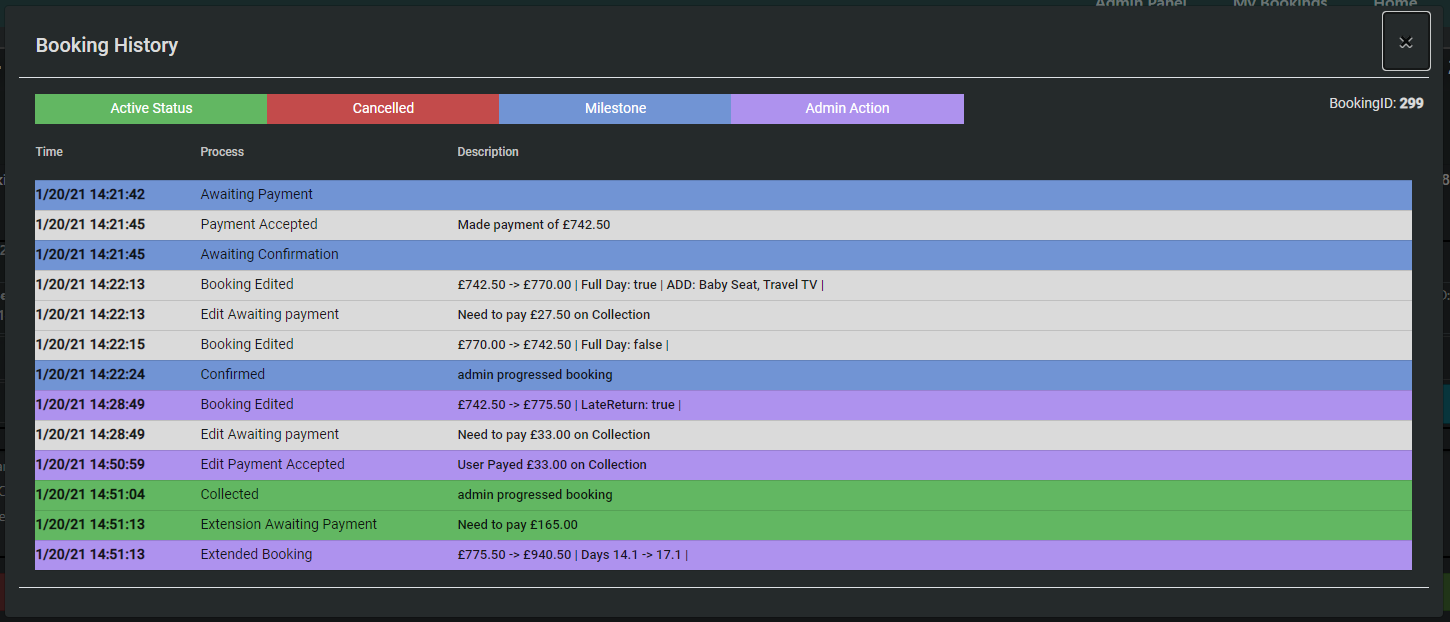 Admin Panel My Bookings Home
Booking History
Active Status Cancelled Milestone Admin Action BookingID: 299
Time Process Description
1/20/21 14:21:42 Awaiting Payment
1/20/21 14:21:45 Payment Accepted Made payment of £742.50
1/20/21 14:21:45 Awaiting Confirmation
1/20/21 14:22:13 Booking Edited £742.50 -> £770.00 | Full Day: true | ADD: Baby Seat, Travel TV |
1/20/21 14:22:13 Edit Awaiting payment Need to pay £27.50 on Collection
1/20/21 14:22:15 Booking Edited £770.00 -> £742.50 | Full Day: false |
1/20/21 14:22:24 Confirmed admin progressed booking
1/20/21 14:28:49 Booking Edited £742.50 -> £775.50 | LateReturn: true |
1/20/21 14:28:49 Edit Awaiting payment Need to pay £33.00 on Collection
1/20/21 14:50:59 Edit Payment Accepted User Payed £33.00 on Collection
1/20/21 14:51:04 Collected admin progressed booking
1/20/21 14:51:13 Extension Awaiting Payment Need to pay £165.00
1/20/21 14:51:13 Extended Booking £775.50 -> £940.50 | Days 14.1 -> 17.1 |